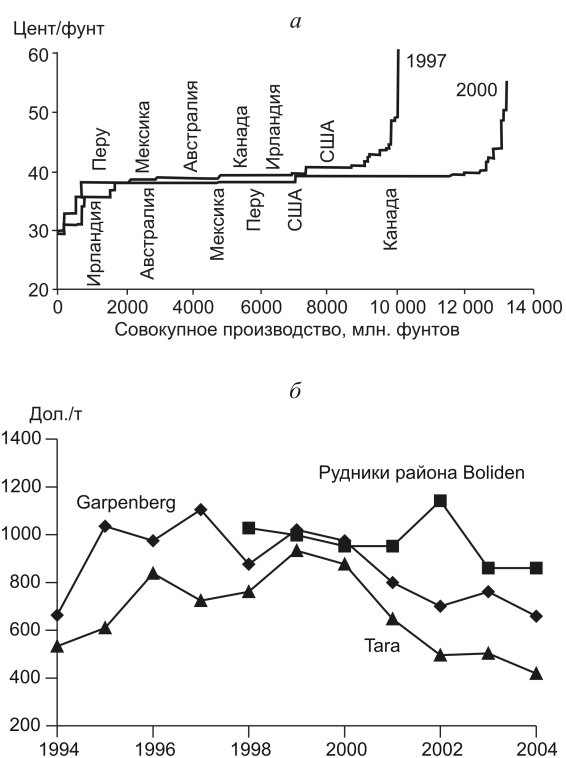 а
Цент/фунт
60
1997
2000
50
Перу
Мексика
Австралия
Канада
Ирландия
США
40
30
Ирландия
Австралия
Мексика
Перу
США
Канада
20
0 2000 4000 6000 8000 10 000 12 000 14 000
Совокупное производство, млн. фунтов
б
Дол./т
1400
Рудники района Boliden
1200
Garpenberg
1000
800
600
Tara
400
200
1994 1996 1998 2000 2002 2004